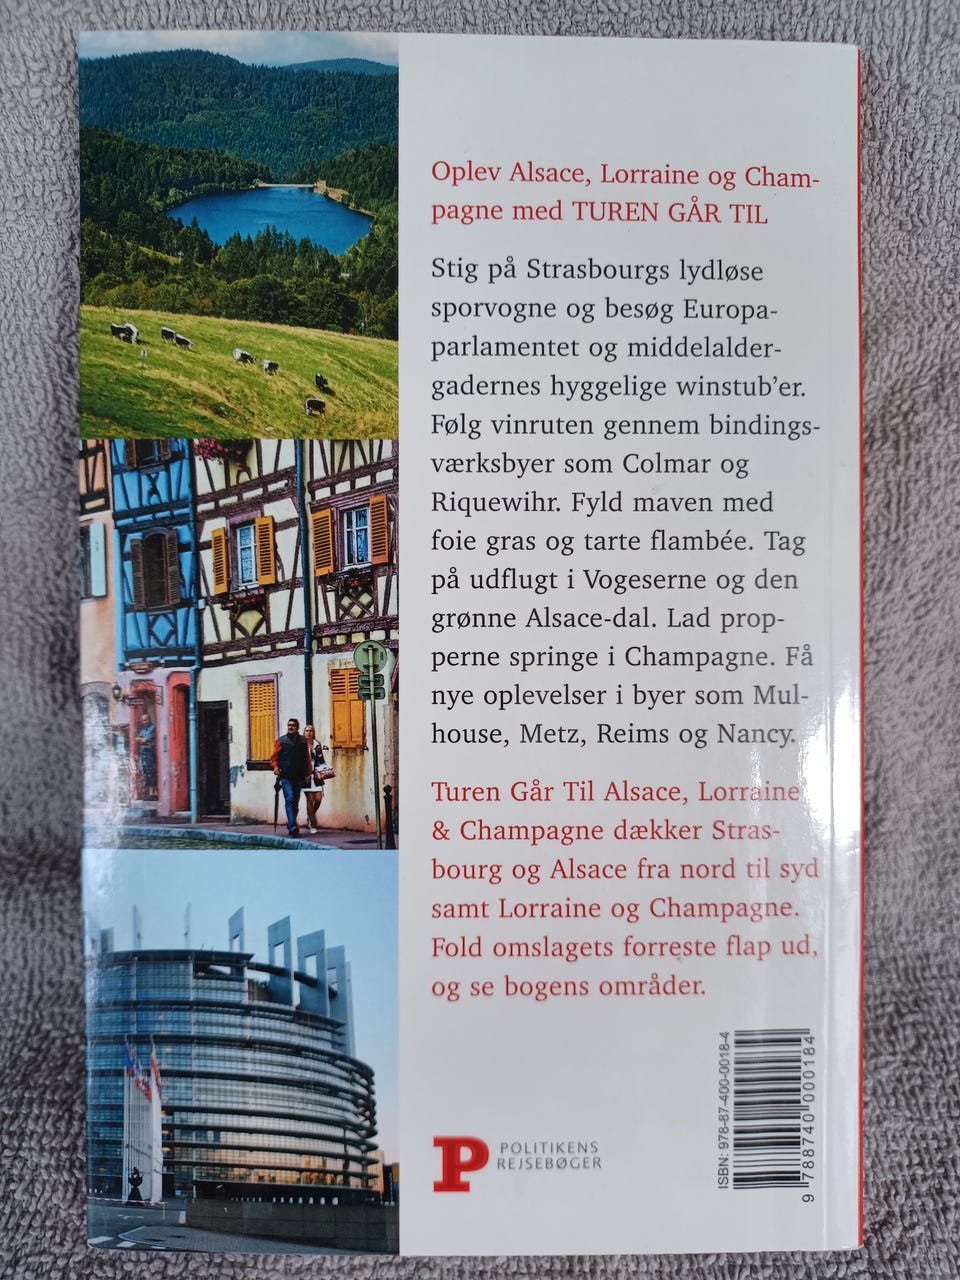 Oplev Alsace, Lorraine og Cham-
pagne med TUREN GÅR TIL
Stig på Strasbourgs lydløse
sporvogne og besøg Europa-
parlamentet og middelalder-
gadernes hyggelige winstub'er.
Følg vinruten gennem bindings-
værksbyer som Colmar og
Riquewihr. Fyld maven med
foie gras og tarte flambée. Tag
på udflugt i Vogeserne og den
grønne Alsace-dal. Lad prop-
perne springe i Champagne. Få
nye oplevelser i byer som Mul-
house, Metz, Reims og Nancy.
Turen Går Til Alsace, Lorraine
& Champagne dækker Stras-
bourg og Alsace fra nord til syd
samt Lorraine og Champagne.
Fold omslagets forreste flap ud,
og se bogens områder.
P POLITIKENS
REJSEBØGER
ISBN: 978-87-400-0018-4
9 788740 000184